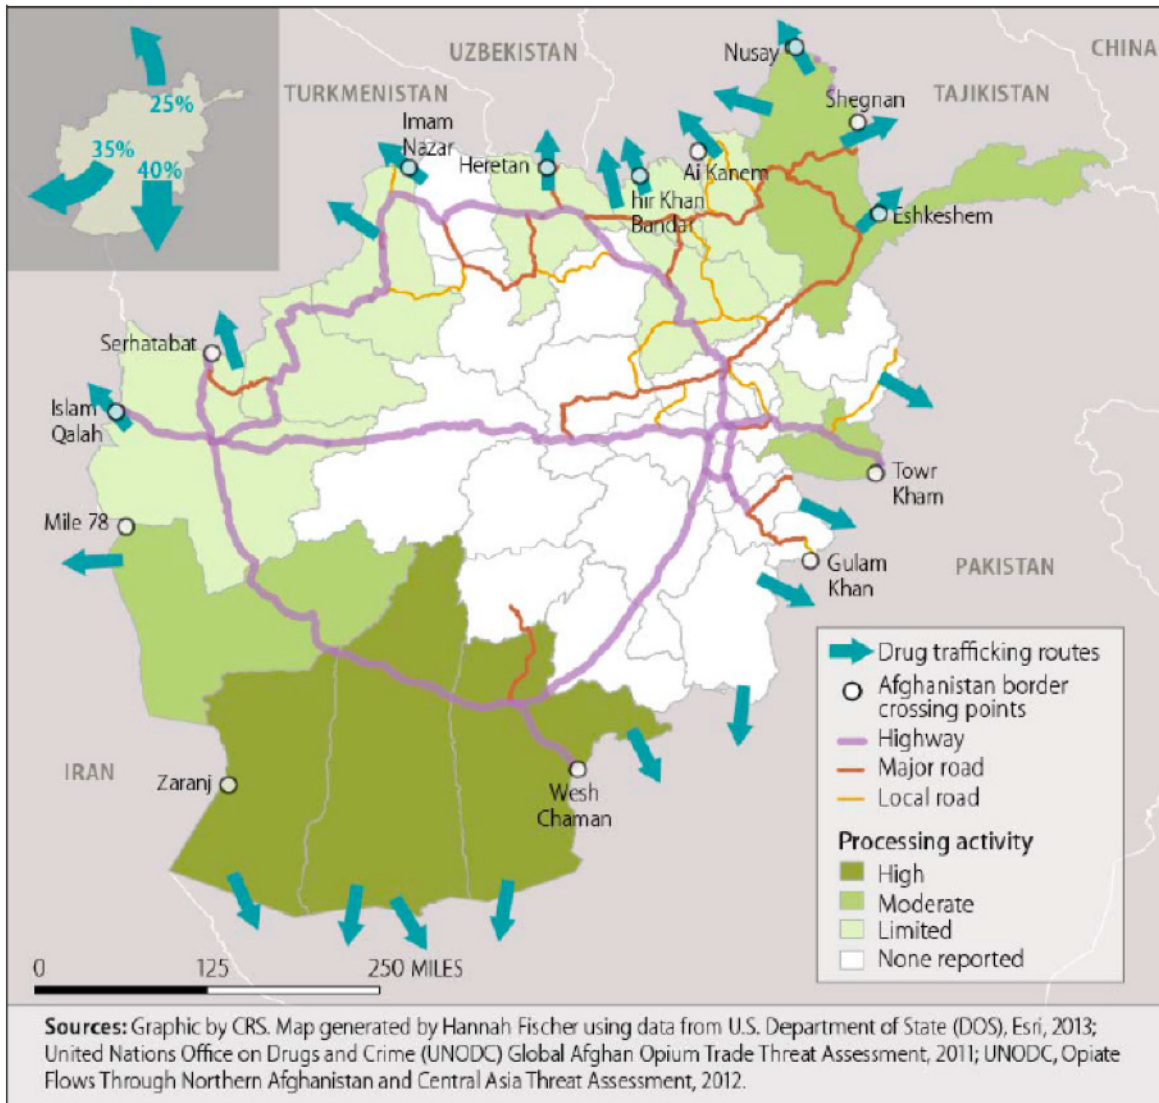 25%
35%
40%
UZBEKISTAN
CHINA
TURKMENISTAN
TAJIKISTAN
Nusay
Shegnan
Imam
Nazar
Heretan
Ai Kanem
hir Khan
Bandar
Eshkeshem
Serhatabat
Islam
Qalah
Towr
Kham
Mile 78
Gulam
Khan
PAKISTAN
IRAN
Zaranj
Wesh
Chaman
Drug trafficking routes
Afghanistan border
crossing points
Highway
Major road
Local road
Processing activity
High
Moderate
Limited
None reported
0 125 250 MILES
Sources: Graphic by CRS. Map generated by Hannah Fischer using data from U.S. Department of State (DOS), Esri, 2013;
United Nations Office on Drugs and Crime (UNODC) Global Afghan Opium Trade Threat Assessment, 2011; UNODC, Opiate
Flows Through Northern Afghanistan and Central Asia Threat Assessment, 2012.